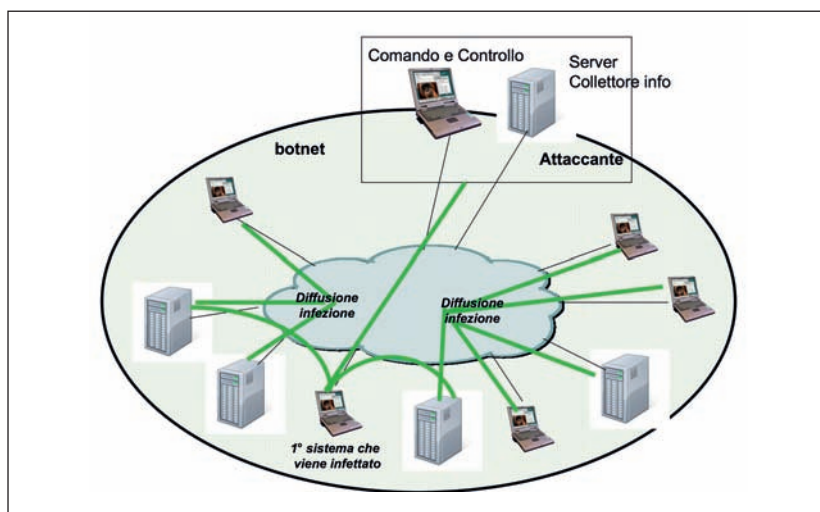 Comando e Controllo
Server
Collettore info
botnet
Attaccante
Diffusione
infezione
Diffusione
infezione
1° sistema che
viene infettato